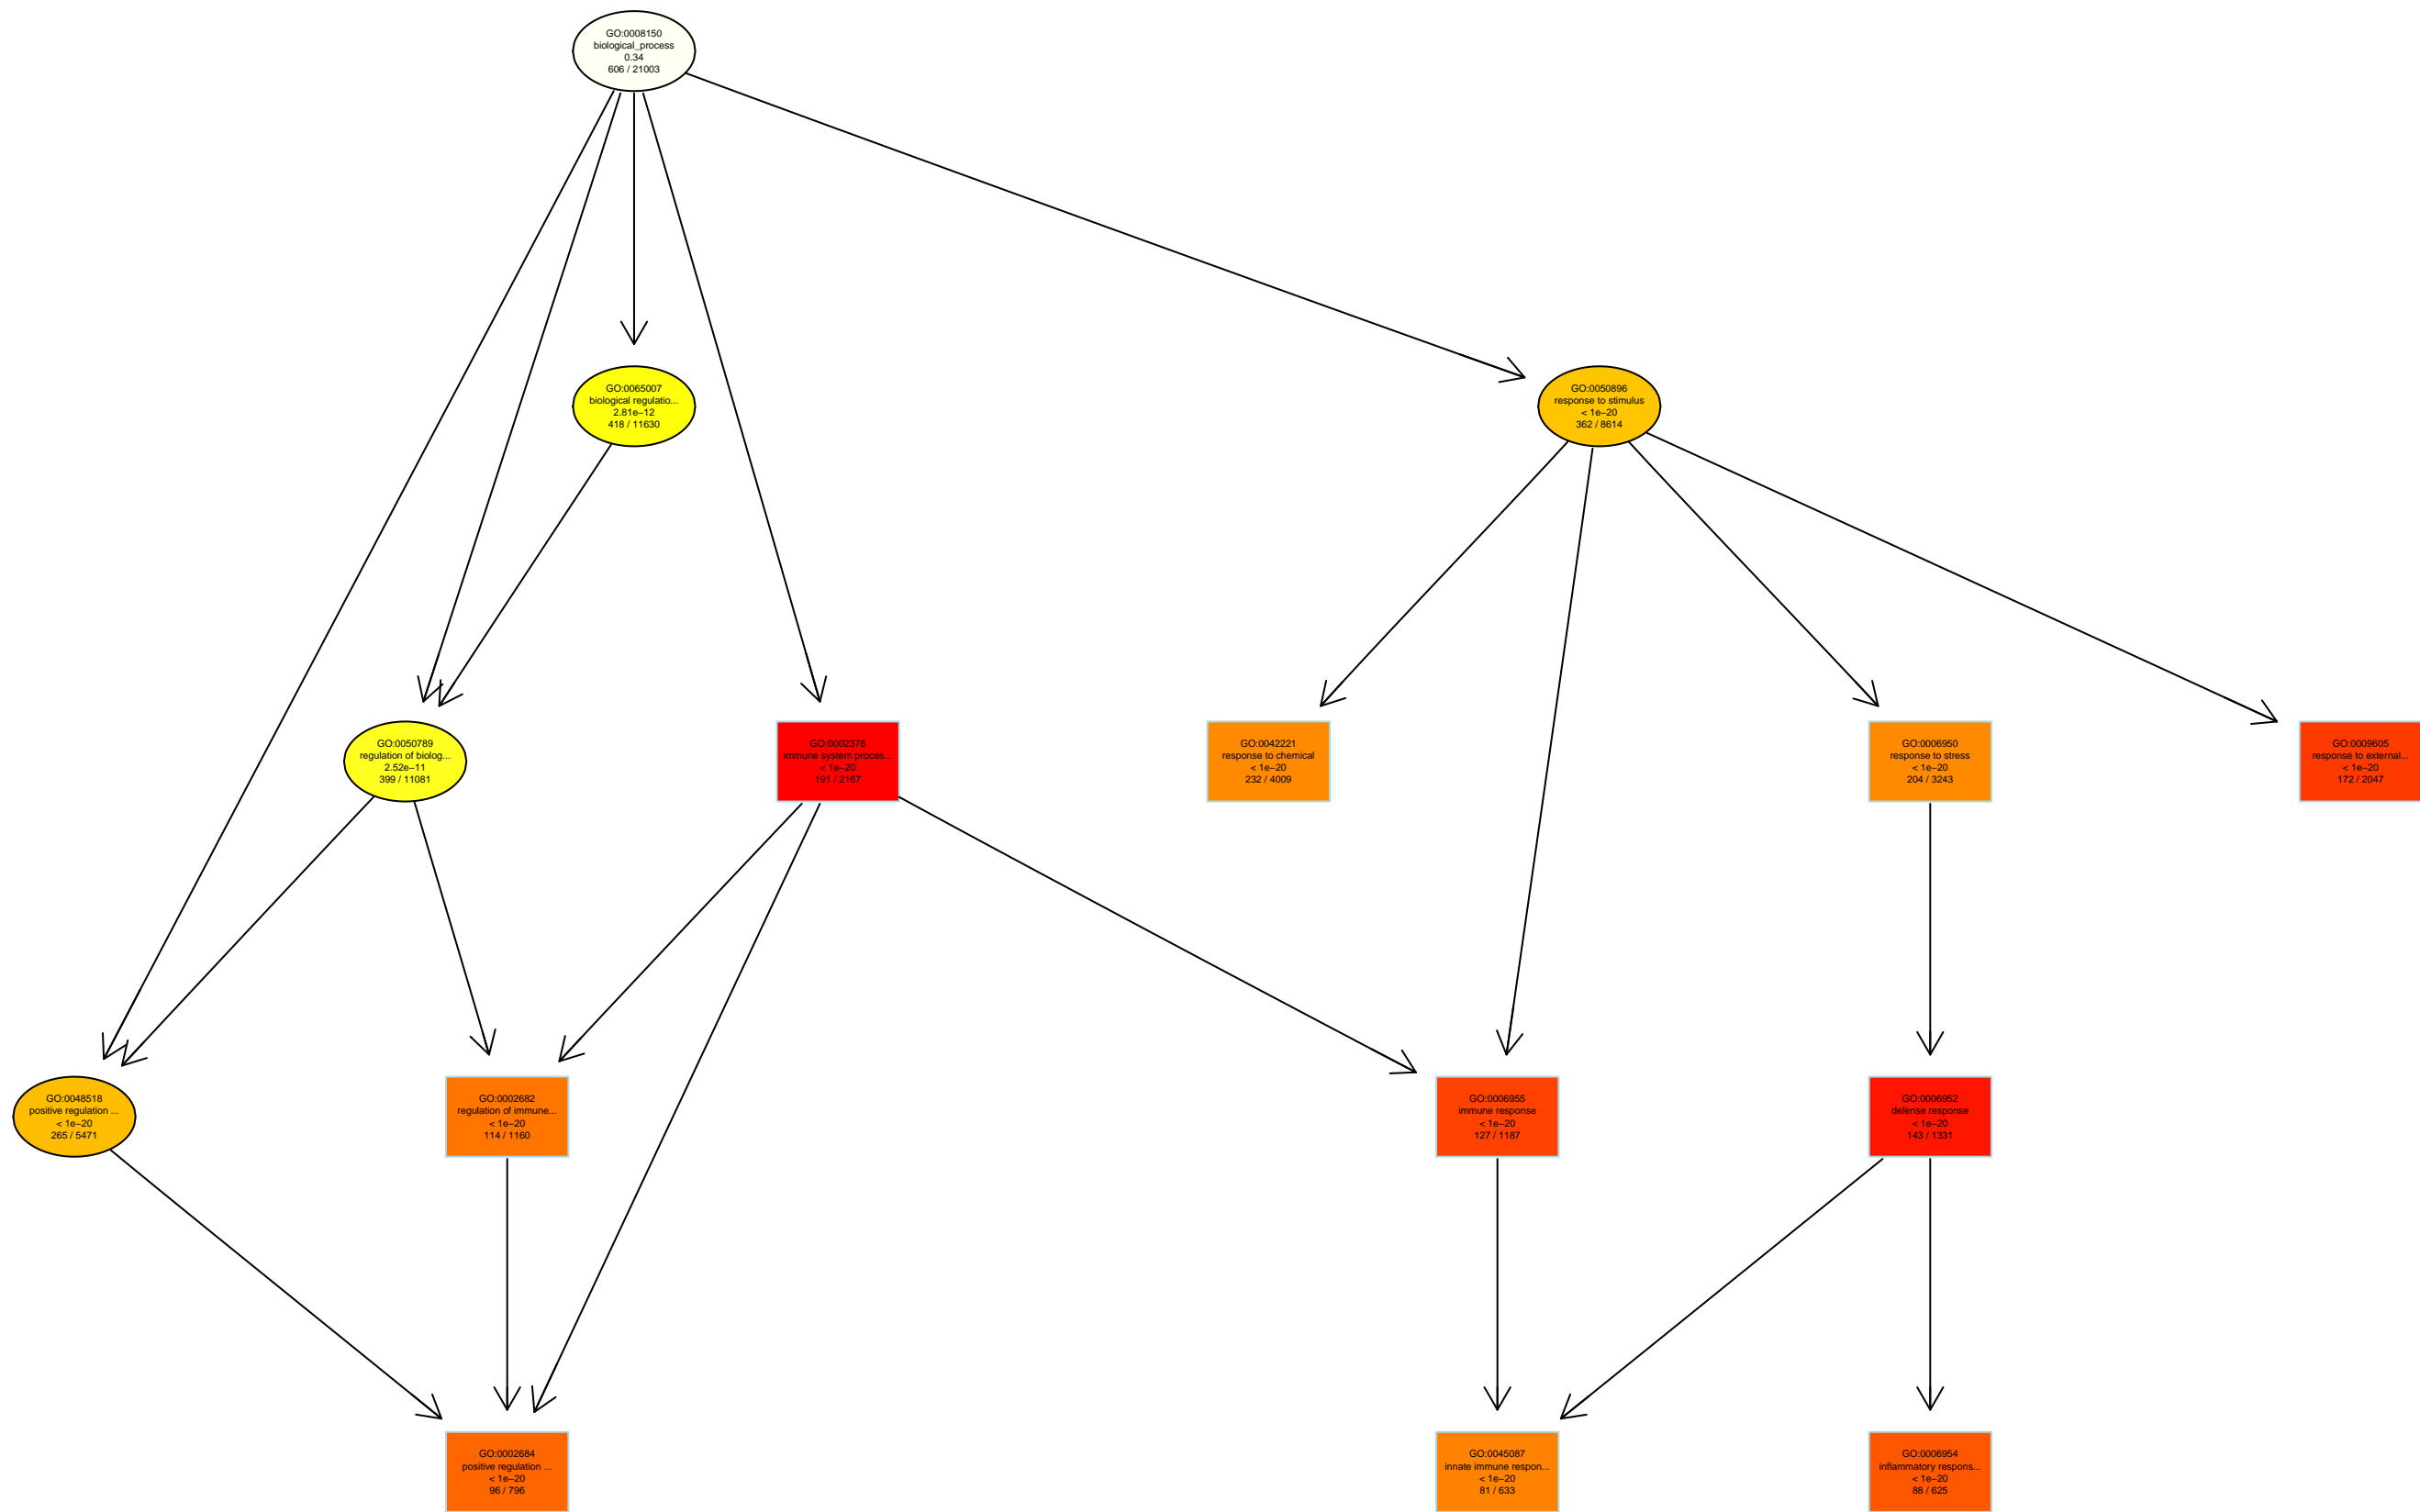 GO:0008150
biological_process
0.34
606 / 21003
GO:0065007
biological regulatio...
2.81e−12
418 / 11630
GO:0050896
response to stimulus
< 1e−20
362 / 8614
GO:0050789
regulation of biolog...
2.52e−11
399 / 11081
GO:0002376
immune system proces...
< 1e−20
191 / 2167
GO:0042221
response to chemical
< 1e−20
232 / 4009
GO:0006950
response to stress
< 1e−20
204 / 3243
GO:0009605
response to external...
< 1e−20
172 / 2047
GO:0048518
positive regulation ...
< 1e−20
265 / 5471
GO:0002682
regulation of immune...
< 1e−20
114 / 1160
GO:0006955
immune response
< 1e−20
127 / 1187
GO:0006952
defense response
< 1e−20
143 / 1331
GO:0002684
positive regulation ...
< 1e−20
96 / 796
GO:0045087
innate immune respon...
< 1e−20
81 / 633
GO:0006954
inflammatory respons...
< 1e−20
88 / 625